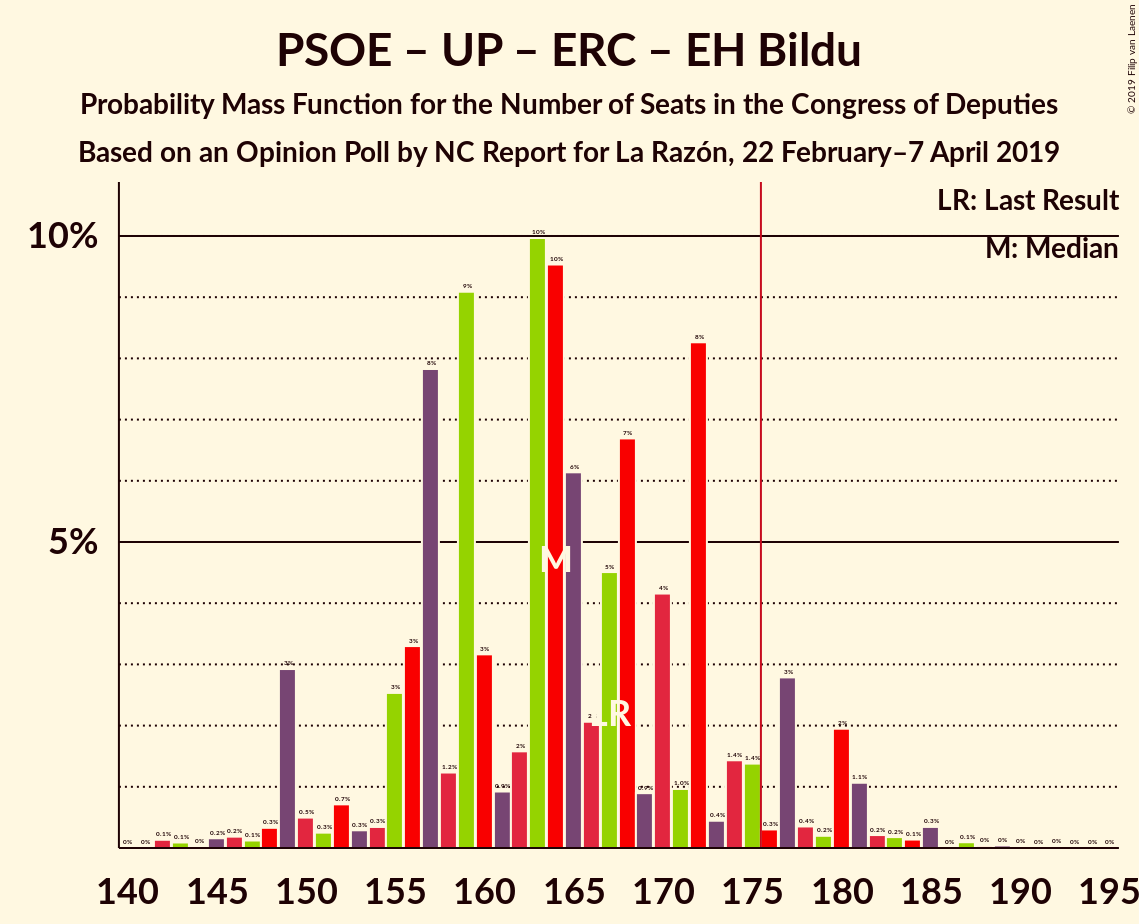 PSOE – UP – ERC – EH Bildu
Probability Mass Function for the Number of Seats in the Congress of Deputies
Based on an Opinion Poll by NC Report for La Razón, 22 February–7 April 2019
© 2019 Filip van Laenen
LR: Last Result
M: Median
10%
5%
0% 0% 0.1% 0.1% 0% 0.2% 0.2% 0.1% 0.3% 3% 0.5% 0.3% 0.7% 0.3% 0.3% 3% 3% 8% 1.2% 9% 3% 0.9% 2% 10% 10% 6% 2 5% 7% 0.9% 4% 1.0% 8% 0.4% 1.4% 1.4% 0.3% 3% 0.4% 0.2% 2% 1.1% 0.2% 0.2% 0.1% 0.3% 0% 0.1% 0% 0% 0% 0% 0% 0% 0% 0%
M
LR
140 145 150 155 160 165 170 175 180 185 190 195